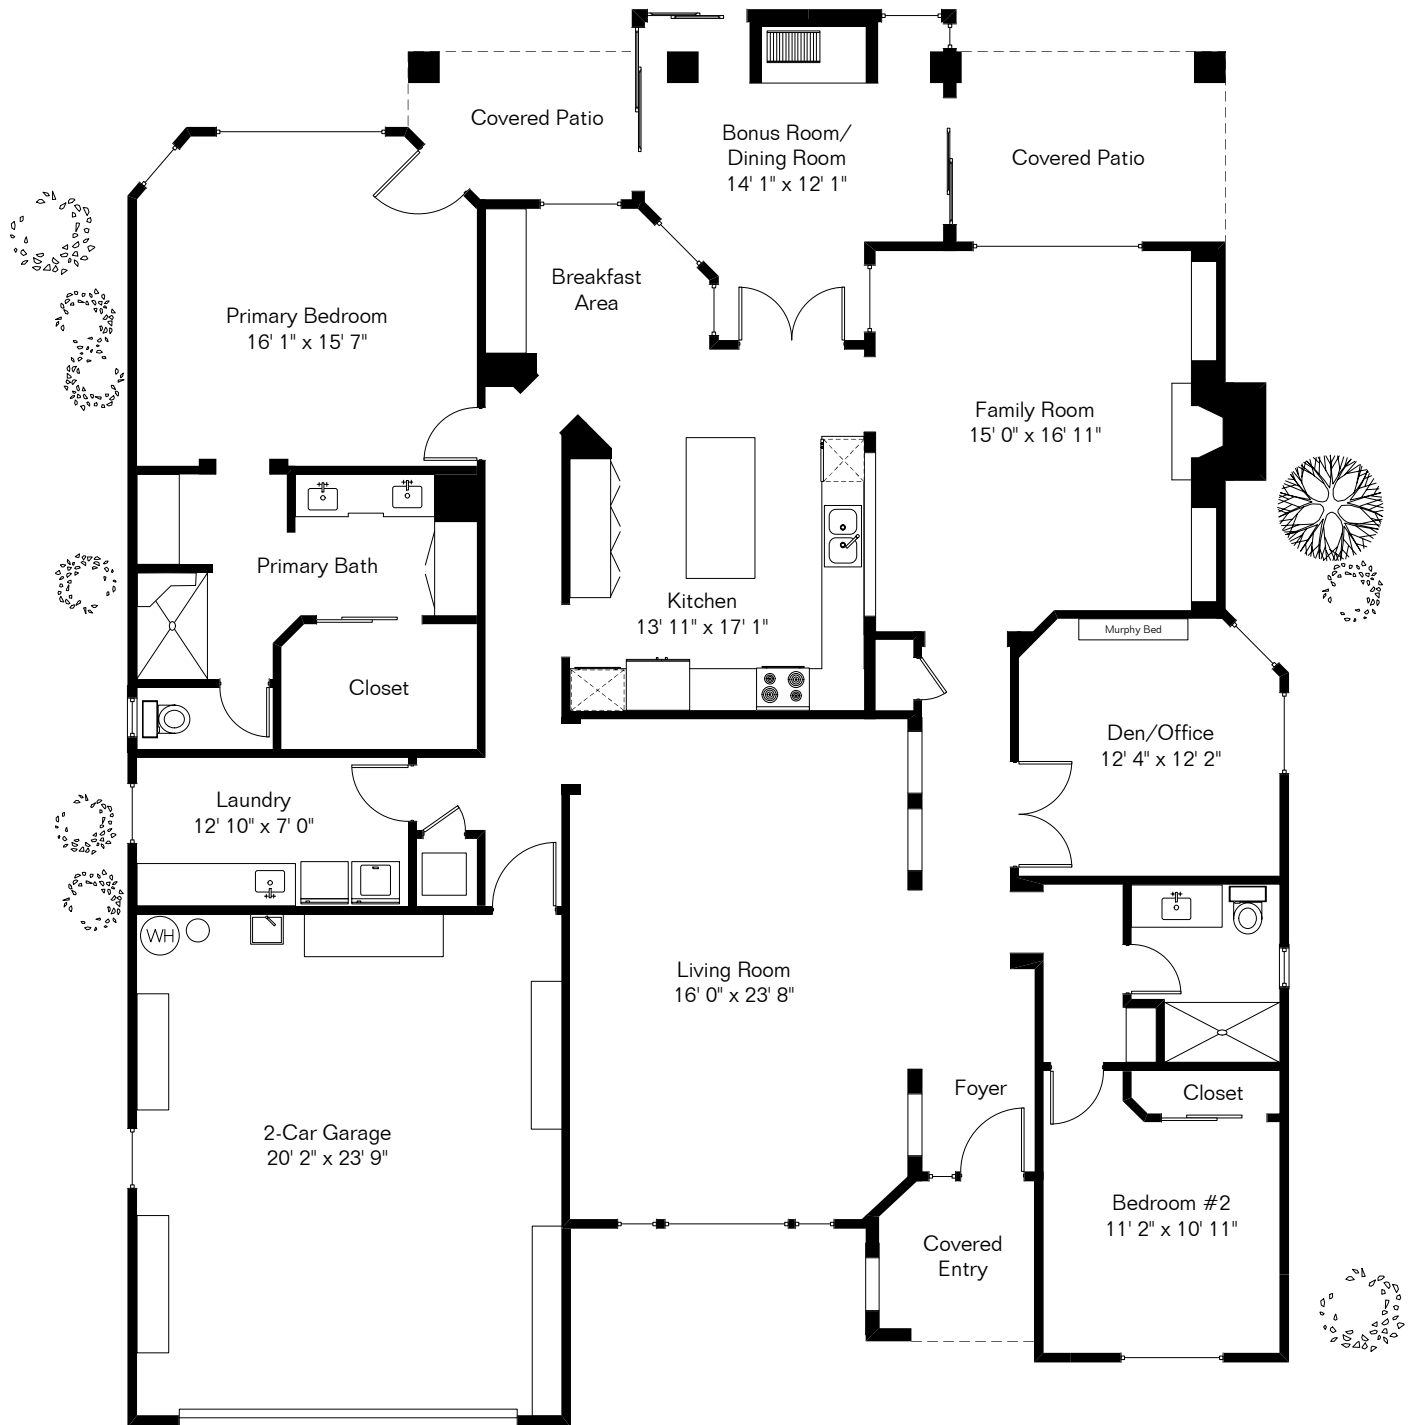 Covered Patio
Bonus Room/
Dining Room
14' 1" x 12' 1"
Covered Patio
Breakfast
Area
Primary Bedroom
16' 1" x 15' 7"
Family Room
15' 0" x 16' 11"
Primary Bath
Kitchen
13' 11" x 17' 1"
Murphy Bed
Closet
Den/Office
12' 4" x 12' 2"
Laundry
12' 10" x 7' 0"
WH
Living Room
16' 0" x 23' 8"
Foyer
Closet
2-Car Garage
20' 2" x 23' 9"
Bedroom #2
11' 2" x 10' 11"
Covered
Entry